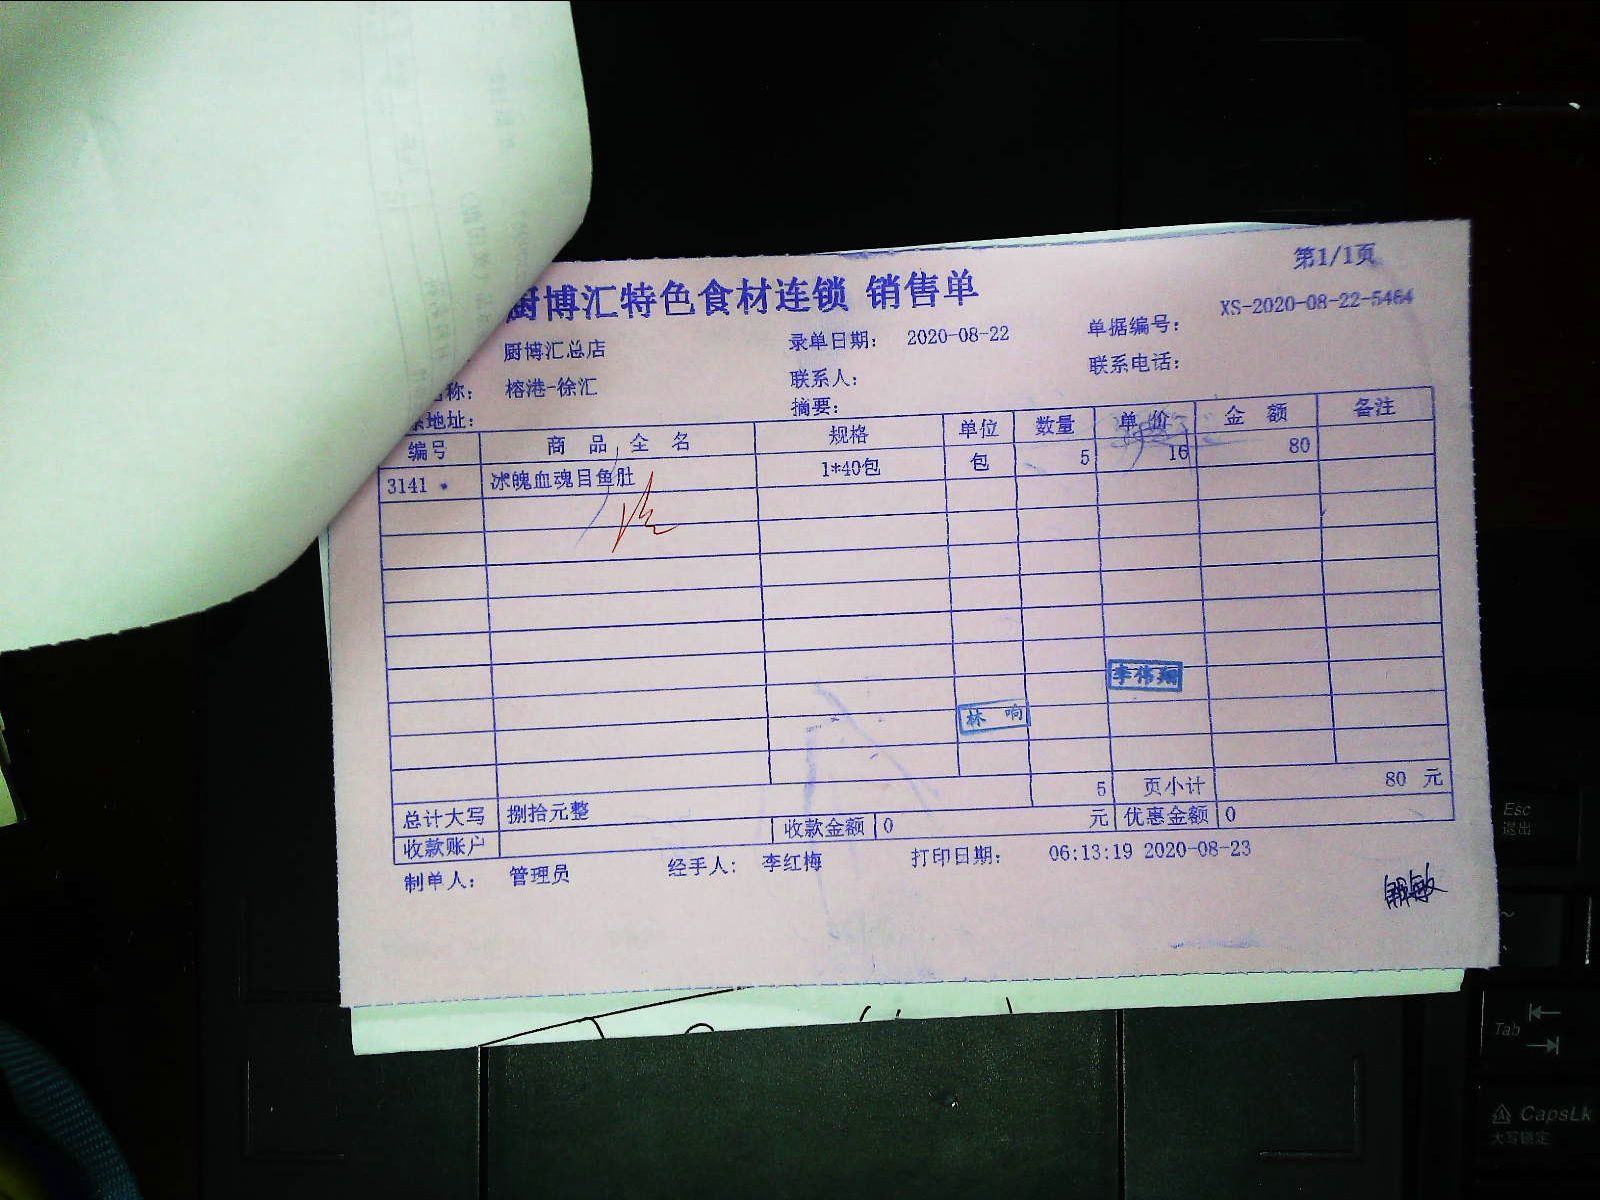 第1/1页
厨博汇特色食材连锁 销售单
XS-2020-08-22-5464
厨博汇总店 录单日期: 2020-08-22 单据编号:
称: 榕港-徐汇 联系人: 联系电话:
地址: 摘要:
编号 商品全名 规格 单位 数量 单价 金额 备注
3141 冰魄血魂目鱼肚 1*40包 包 5 16 80
李伟翔
林响
5 页小计 80 元
总计大写 捌拾元整
收款账户 收款金额 0 元 优惠金额 0
制单人: 管理员 经手人: 李红梅 打印日期: 06:13:19 2020-08-23
Esc
退出
Tab
CapsLk
大写锁定